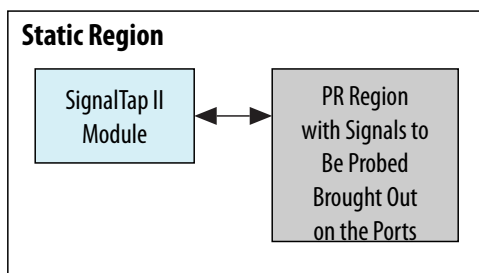 Static Region
SignalTap II
Module
PR Region
with Signals to
Be Probed
Brought Out
on the Ports